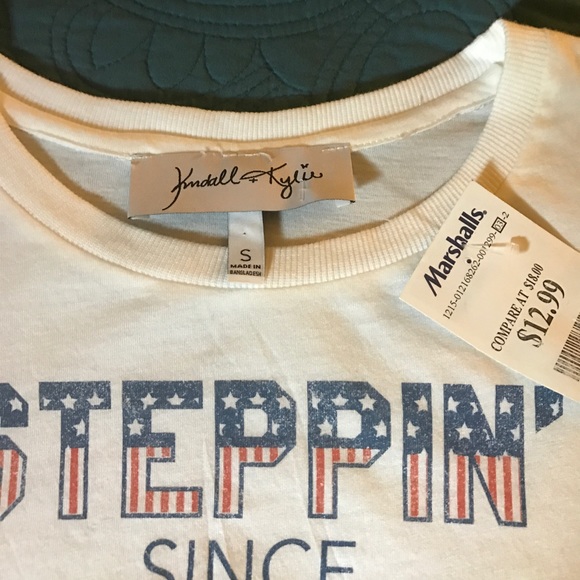 Kendall + Kylie
S
MADE IN
BANGLADESH
Marshalls.
COMPARE AT $18.00
$12.99
STEPPIN'
SINCE